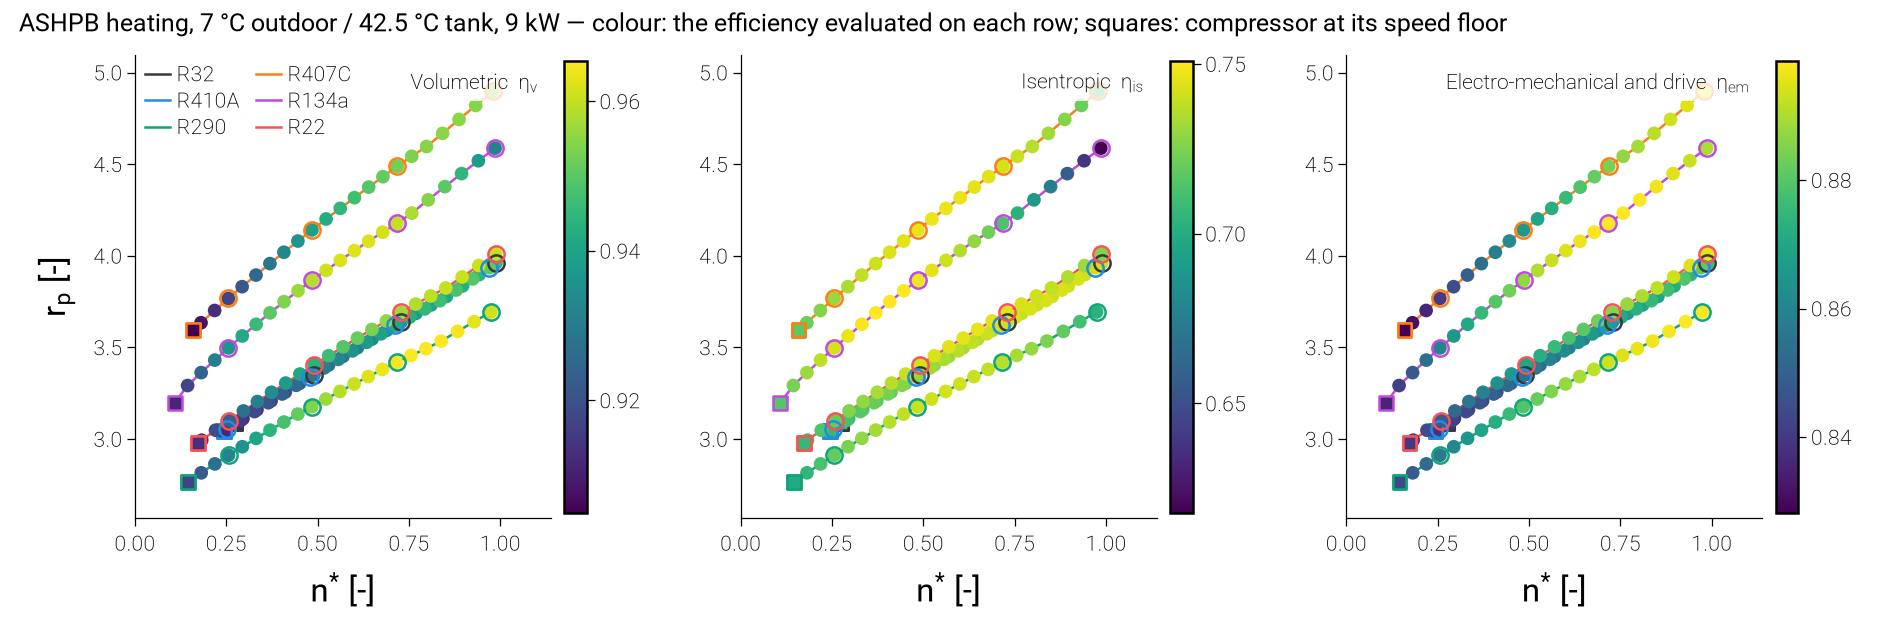 ASHPB heating, 7 °C outdoor / 42.5 °C tank, 9 kW — colour: the efficiency evaluated on each row; squares: compressor at its speed floor
R32
R410A
R290
R407C
R134a
R22
Volumetric ηv
rp [-]
5.0
4.5
4.0
3.5
3.0
0.00 0.25 0.50 0.75 1.00
n* [-]
0.96
0.94
0.92
Isentropic ηis
5.0
4.5
4.0
3.5
3.0
0.00 0.25 0.50 0.75 1.00
n* [-]
0.75
0.70
0.65
Electro-mechanical and drive ηem
5.0
4.5
4.0
3.5
3.0
0.00 0.25 0.50 0.75 1.00
n* [-]
0.88
0.86
0.84